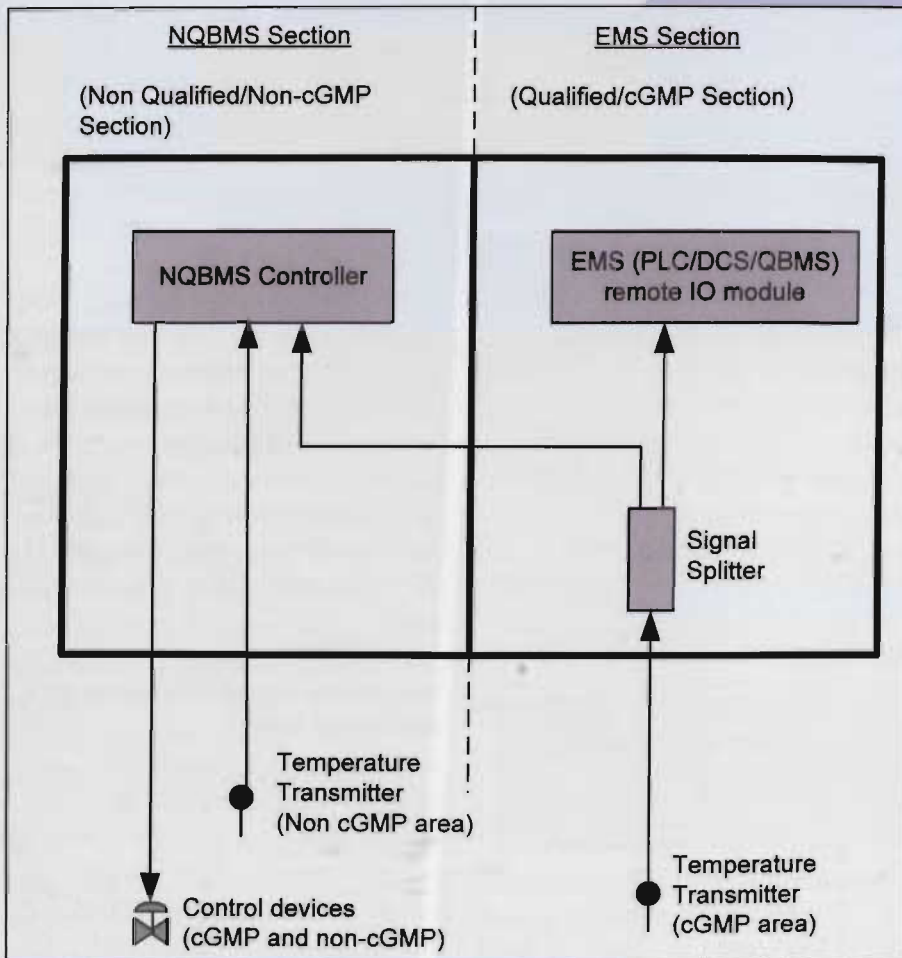 NQBMS Section
(Non Qualified/Non-cGMP
Section)
EMS Section
(Qualified/cGMP Section)
NQBMS Controller
EMS (PLC/DCS/QBMS)
remote IO module
Signal
Splitter
Temperature
Transmitter
(Non cGMP area)
Control devices
(cGMP and non-cGMP)
Temperature
Transmitter
(cGMP area)